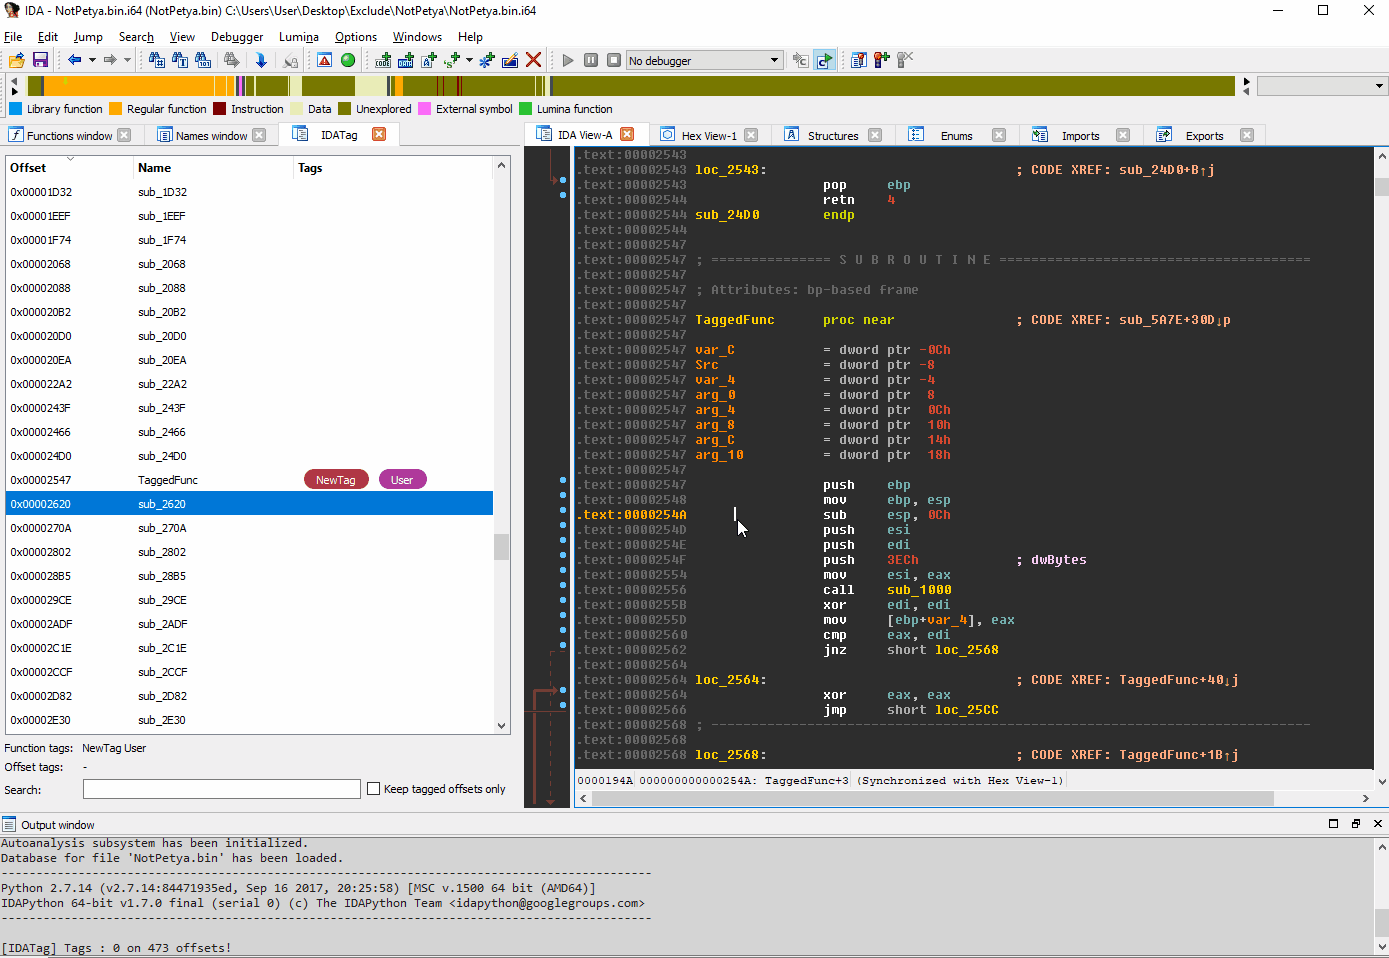 IDA - NotPetya.bin.i64 (NotPetya.bin) C:\Users\User\Desktop\Exclude\NotPetya\NotPetya.bin.i64
File Edit Jump Search View Debugger Lumina Options Windows Help
No debugger
Library function Regular function Instruction Data Unexplored External symbol Lumina function
Functions window Names window IDATag IDA View-A Hex View-1 Structures Enums Imports Exports
Offset Name Tags
0x00001D32 sub_1D32
0x00001EEF sub_1EEF
0x00001F74 sub_1F74
0x00002068 sub_2068
0x00002088 sub_2088
0x000020B2 sub_20B2
0x000020D0 sub_20D0
0x000020EA sub_20EA
0x000022A2 sub_22A2
0x0000243F sub_243F
0x00002466 sub_2466
0x000024D0 sub_24D0
0x00002547 TaggedFunc NewTag User
0x00002620 sub_2620
0x0000270A sub_270A
0x00002802 sub_2802
0x000028B5 sub_28B5
0x000029CE sub_29CE
0x00002ADF sub_2ADF
0x00002C1E sub_2C1E
0x00002CCF sub_2CCF
0x00002D82 sub_2D82
0x00002E30 sub_2E30
Function tags: NewTag User
Offset tags: -
Search: Keep tagged offsets only
.text:00002543
.text:00002543 loc_2543: ; CODE XREF: sub_24D0+B↑j
.text:00002543 pop ebp
.text:00002544 retn 4
.text:00002544 sub_24D0 endp
.text:00002544
.text:00002547
.text:00002547 ; =============== S U B R O U T I N E =======================================
.text:00002547
.text:00002547 ; Attributes: bp-based frame
.text:00002547
.text:00002547 TaggedFunc proc near ; CODE XREF: sub_5A7E+30D↓p
.text:00002547
.text:00002547 var_C = dword ptr -0Ch
.text:00002547 Src = dword ptr -8
.text:00002547 var_4 = dword ptr -4
.text:00002547 arg_0 = dword ptr 8
.text:00002547 arg_4 = dword ptr 0Ch
.text:00002547 arg_8 = dword ptr 10h
.text:00002547 arg_C = dword ptr 14h
.text:00002547 arg_10 = dword ptr 18h
.text:00002547
.text:00002547 push ebp
.text:00002548 mov ebp, esp
.text:0000254A sub esp, 0Ch
.text:0000254D push esi
.text:0000254E push edi
.text:0000254F push 3ECh ; dwBytes
.text:00002554 mov esi, eax
.text:00002556 call sub_1000
.text:0000255B xor edi, edi
.text:0000255D mov [ebp+var_4], eax
.text:00002560 cmp eax, edi
.text:00002562 jnz short loc_2568
.text:00002564
.text:00002564 loc_2564: ; CODE XREF: TaggedFunc+40↓j
.text:00002564 xor eax, eax
.text:00002566 jmp short loc_25CC
.text:00002568 ; ---------------------------------------------------------------------------
.text:00002568
.text:00002568 loc_2568: ; CODE XREF: TaggedFunc+1B↑j
0000194A 000000000000254A: TaggedFunc+3 (Synchronized with Hex View-1)
Output window
Autoanalysis subsystem has been initialized.
Database for file 'NotPetya.bin' has been loaded.
---------------------------------------------------------------------------------------------
Python 2.7.14 (v2.7.14:84471935ed, Sep 16 2017, 20:25:58) [MSC v.1500 64 bit (AMD64)]
IDAPython 64-bit v1.7.0 final (serial 0) (c) The IDAPython Team <idapython@googlegroups.com>
---------------------------------------------------------------------------------------------
[IDATag] Tags : 0 on 473 offsets!